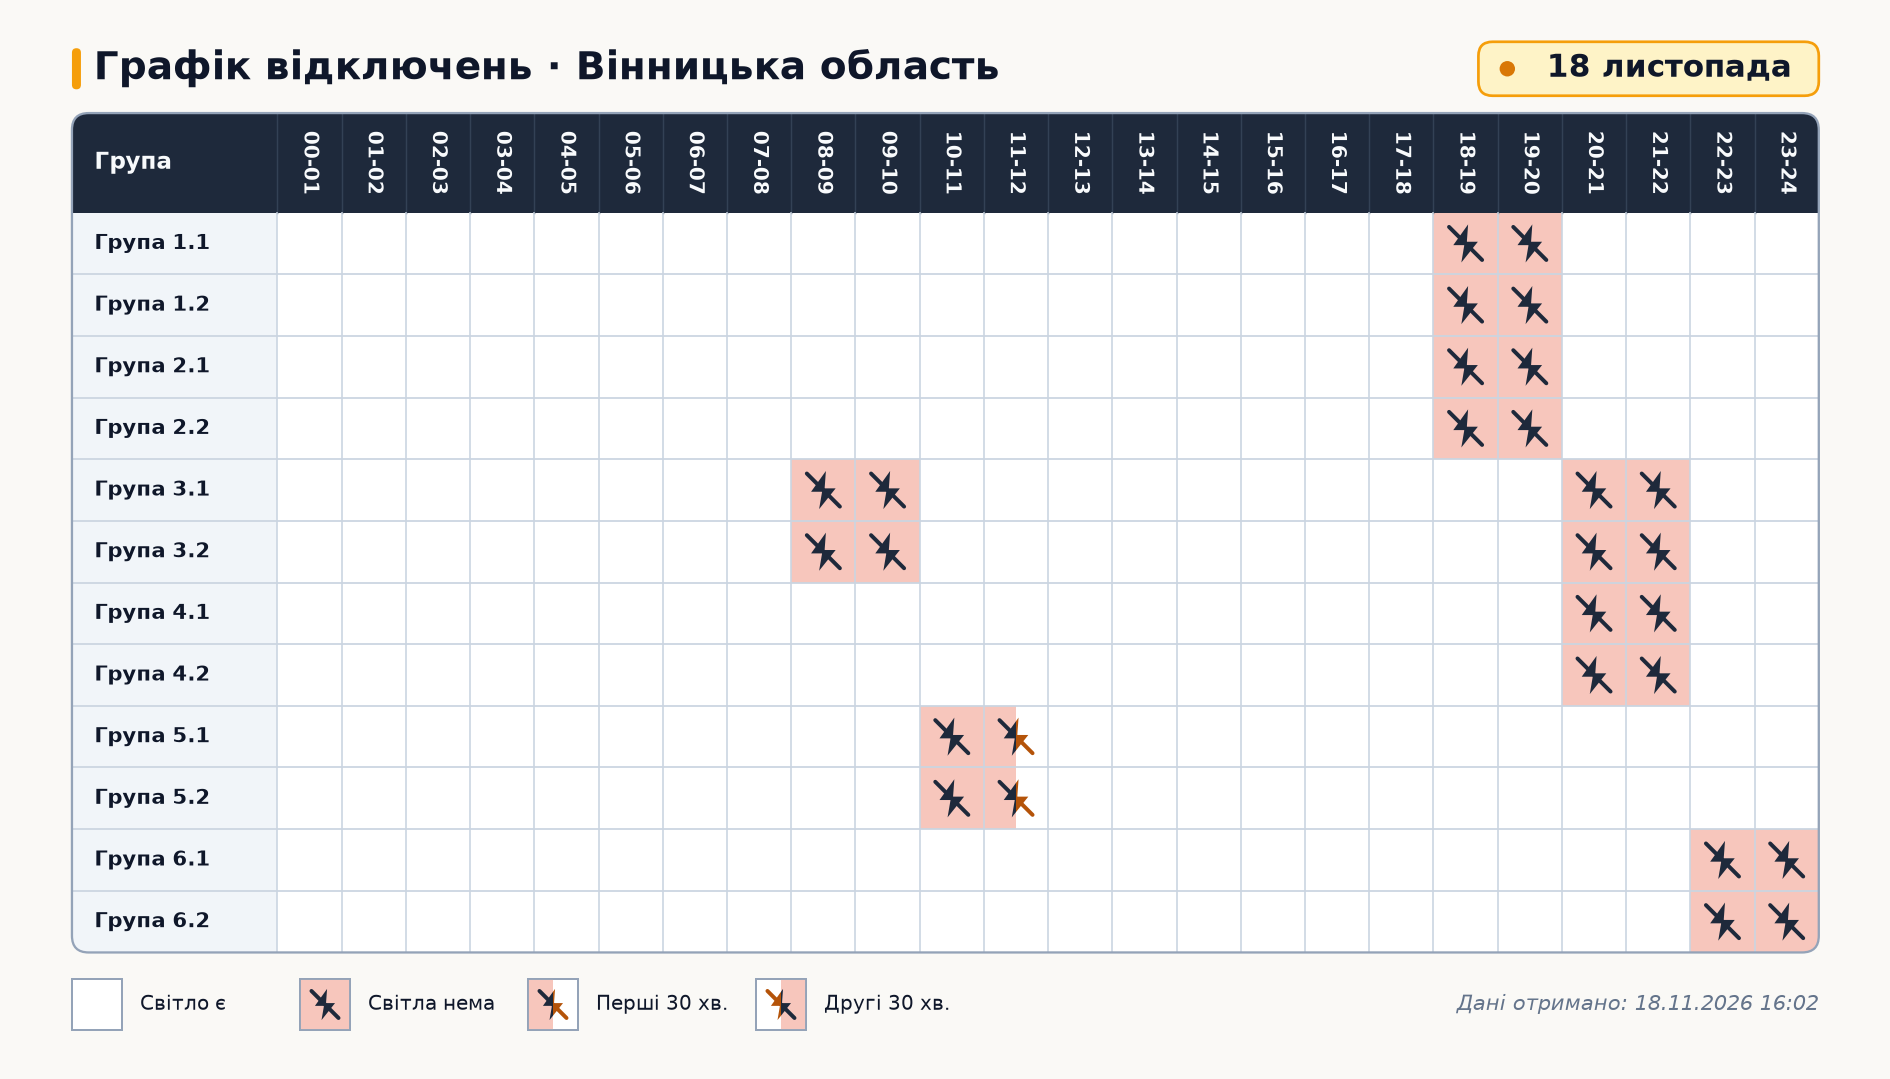 Графік відключень · Вінницька область
18 листопада
Група 00-01 01-02 02-03 03-04 04-05 05-06 06-07 07-08 08-09 09-10 10-11 11-12 12-13 13-14 14-15 15-16 16-17 17-18 18-19 19-20 20-21 21-22 22-23 23-24
Група 1.1
Група 1.2
Група 2.1
Група 2.2
Група 3.1
Група 3.2
Група 4.1
Група 4.2
Група 5.1
Група 5.2
Група 6.1
Група 6.2
Світло є Світла нема Перші 30 хв. Другі 30 хв. Дані отримано: 18.11.2026 16:02